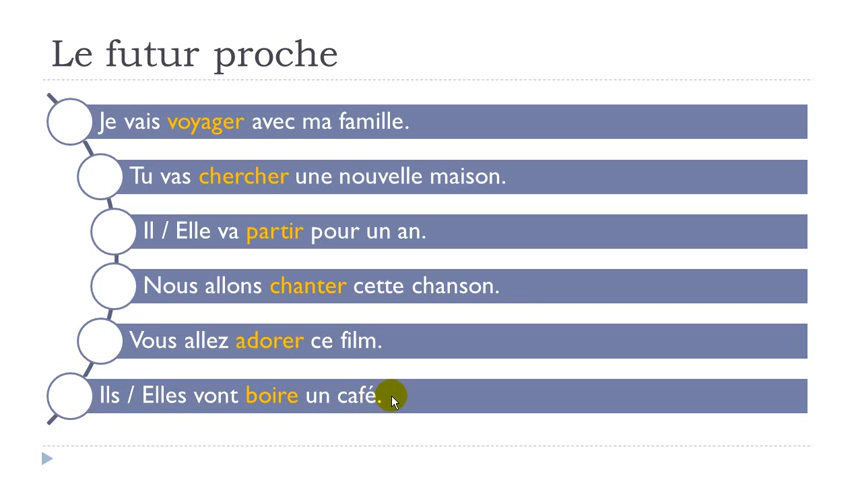 Le futur proche
Je vais voyager avec ma famille.
Tu vas chercher une nouvelle maison.
Il / Elle va partir pour un an.
Nous allons chanter cette chanson.
Vous allez adorer ce film.
Ils / Elles vont boire un café.